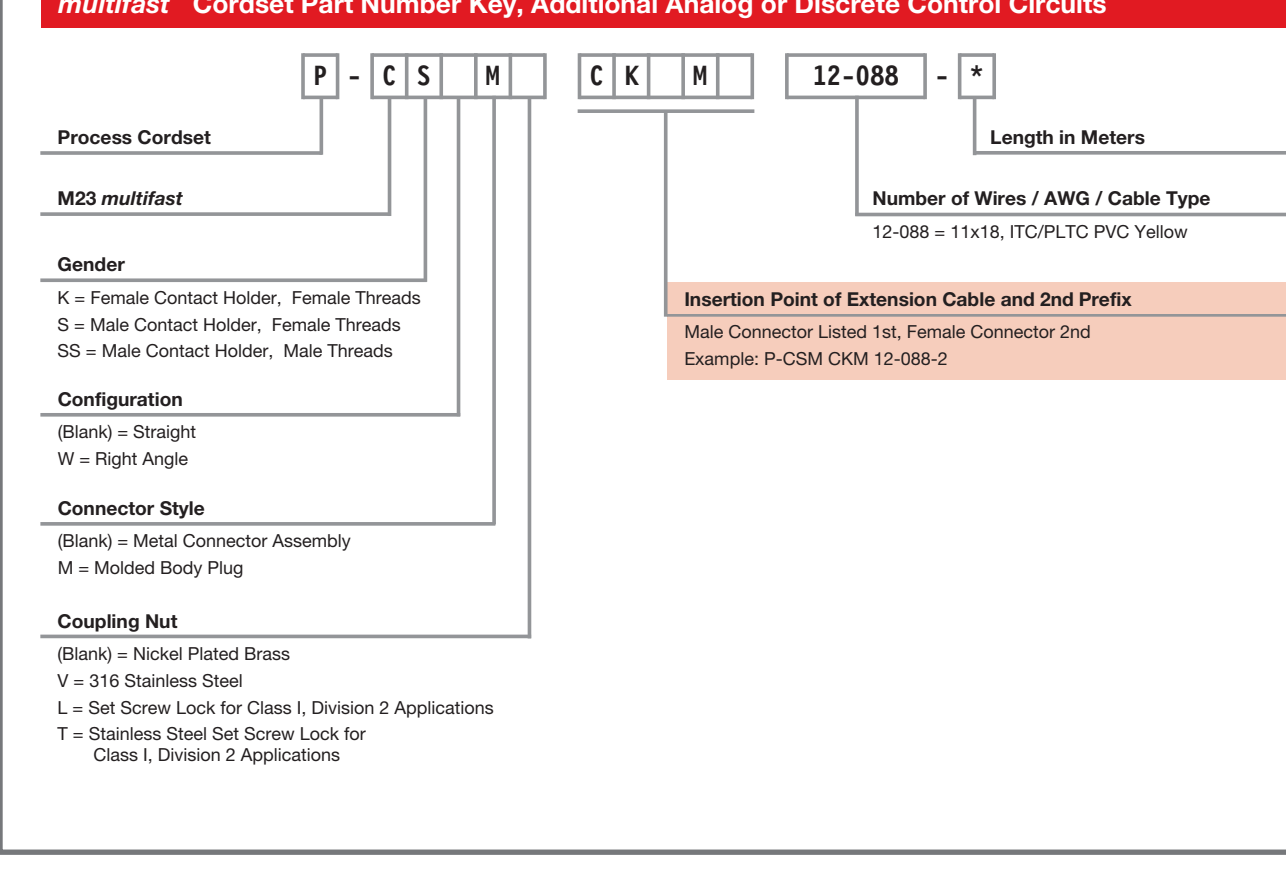 multifast Cordset Part Number Key, Additional Analog or Discrete Control Circuits
P - C S M C K M 12-088 - *
Process Cordset
Length in Meters
M23 multifast
Number of Wires / AWG / Cable Type
12-088 = 11x18, ITC/PLTC PVC Yellow
Gender
K = Female Contact Holder, Female Threads
S = Male Contact Holder, Female Threads
SS = Male Contact Holder, Male Threads
Insertion Point of Extension Cable and 2nd Prefix
Male Connector Listed 1st, Female Connector 2nd
Example: P-CSM CKM 12-088-2
Configuration
(Blank) = Straight
W = Right Angle
Connector Style
(Blank) = Metal Connector Assembly
M = Molded Body Plug
Coupling Nut
(Blank) = Nickel Plated Brass
V = 316 Stainless Steel
L = Set Screw Lock for Class I, Division 2 Applications
T = Stainless Steel Set Screw Lock for
Class I, Division 2 Applications